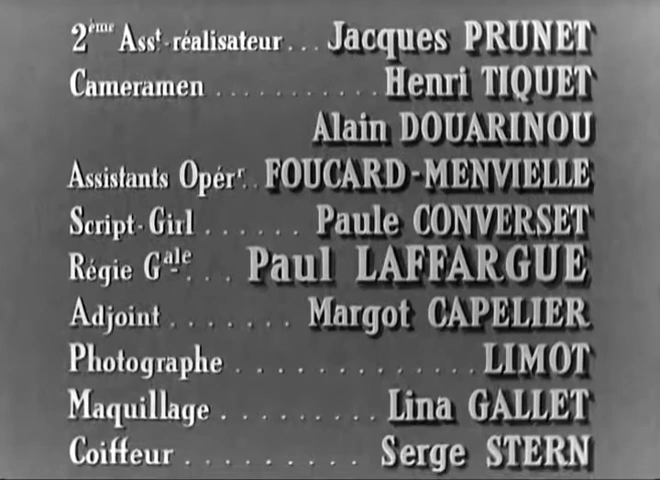 2ème Asst-réalisateur... Jacques PRUNET
Cameramen ........... Henri TIQUET
Alain DOUARINOU
Assistants Opérr.. FOUCARD-MENVIELLE
Script-Girl ...... Paule CONVERSET
Régie Gale... Paul LAFFARGUE
Adjoint ....... Margot CAPELIER
Photographe ............. LIMOT
Maquillage ......... Lina GALLET
Coiffeur ......... Serge STERN